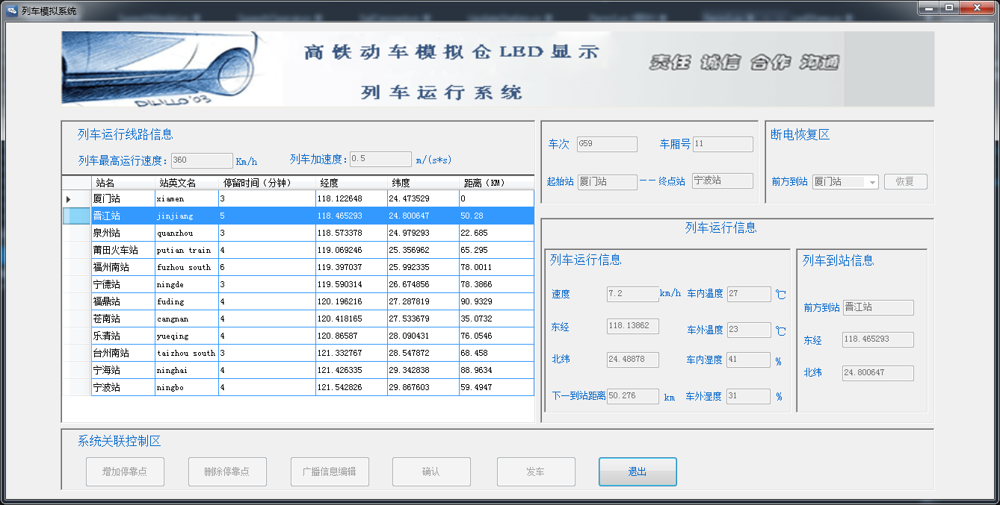 列车模拟系统
高铁动车模拟仓LED显示
列车运行系统
责任 诚信 合作 沟通
DILILLO'03
列车运行线路信息
列车最高运行速度: 360 Km/h 列车加速度: 0.5 m/(s*s)
站名 站英文名 停留时间(分钟) 经度 纬度 距离(KM)
厦门站 xiamen 3 118.122648 24.473529 0
晋江站 jinjiang 5 118.465293 24.800647 50.28
泉州站 quanzhou 3 118.573378 24.979293 22.685
莆田火车站 putian train 4 119.069246 25.356962 65.295
福州南站 fuzhou south 6 119.397037 25.992335 78.0011
宁德站 ningde 3 119.590314 26.674856 78.3866
福鼎站 fuding 4 120.196216 27.287819 90.9329
苍南站 cangnan 4 120.418165 27.533679 35.0732
乐清站 yueqing 4 120.86587 28.090431 76.0546
台州南站 taizhou south 3 121.332767 28.547872 68.458
宁海站 ninghai 4 121.426335 29.342838 88.9634
宁波站 ningbo 4 121.542826 29.867603 59.4947
车次 G59 车厢号 11
起始站 厦门站 —— 终点站 宁波站
断电恢复区
前方到站 厦门站 恢复
列车运行信息
列车运行信息
速度 7.2 km/h 车内温度 27 ℃
东经 118.13862 车外温度 23 ℃
北纬 24.48878 车内湿度 41 %
下一到站距离 50.276 km 车外湿度 31 %
列车到站信息
前方到站 晋江站
东经 118.465293
北纬 24.800647
系统关联控制区
增加停靠点 删除停靠点 广播信息编辑 确认 发车 退出